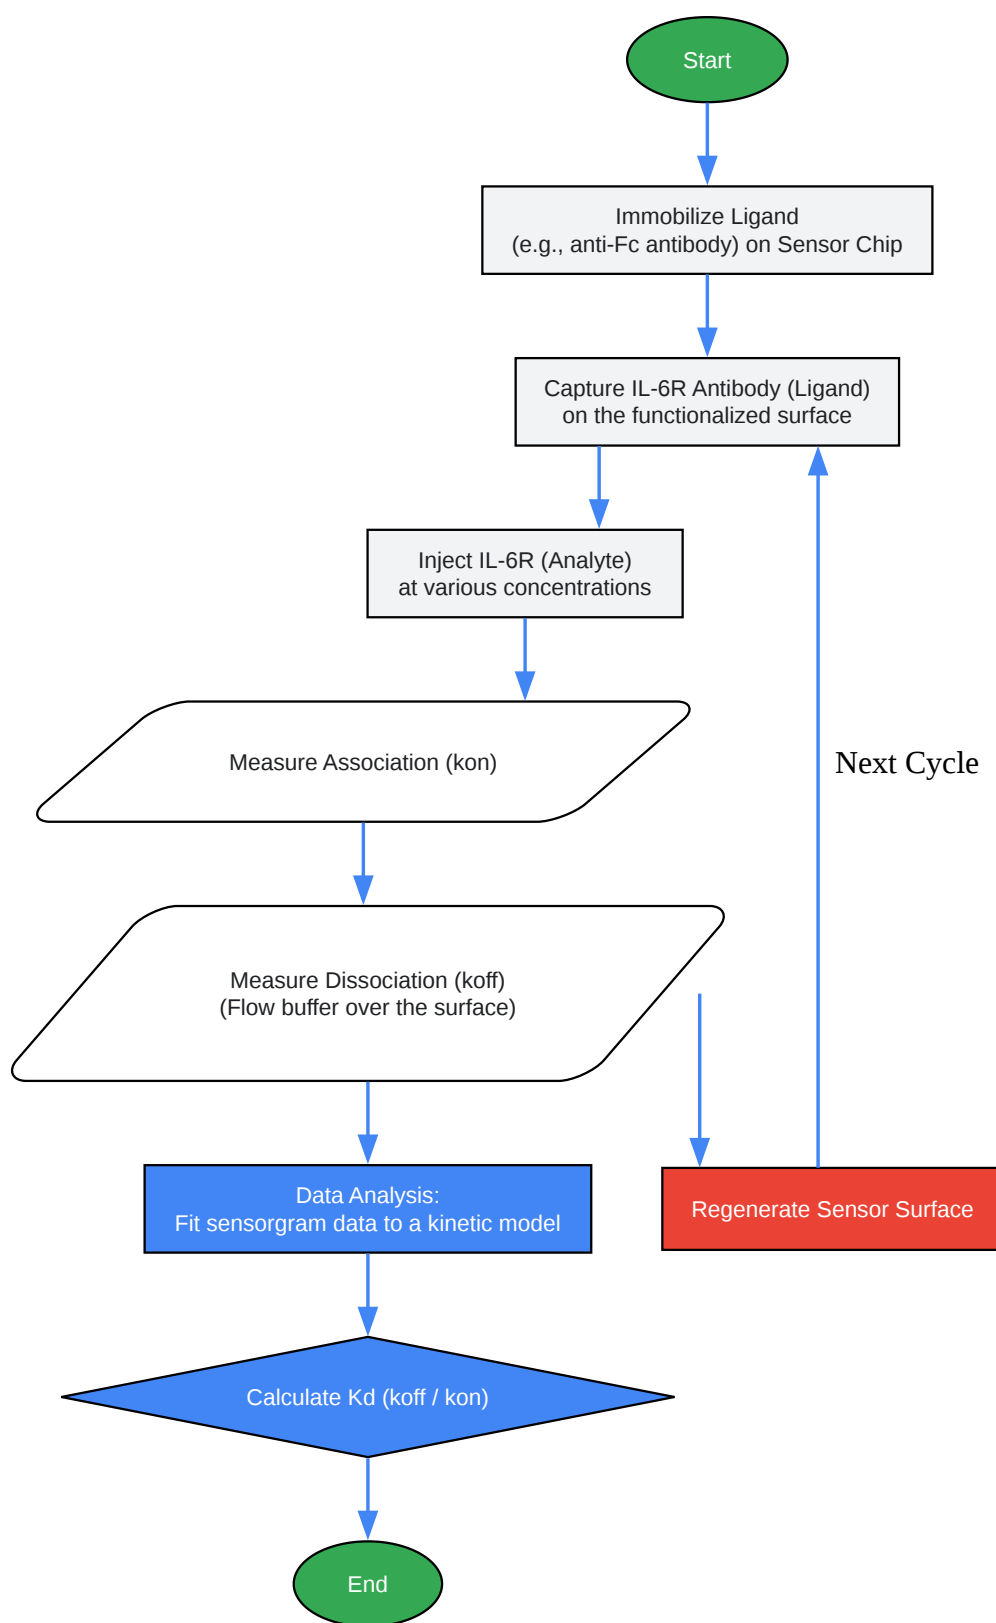 Start
Immobilize Ligand
(e.g., anti-Fc antibody) on Sensor Chip
Capture IL-6R Antibody (Ligand)
on the functionalized surface
Inject IL-6R (Analyte)
at various concentrations
Measure Association (kon)
Next Cycle
Measure Dissociation (koff)
(Flow buffer over the surface)
Data Analysis:
Fit sensorgram data to a kinetic model
Regenerate Sensor Surface
Calculate Kd (koff / kon)
End